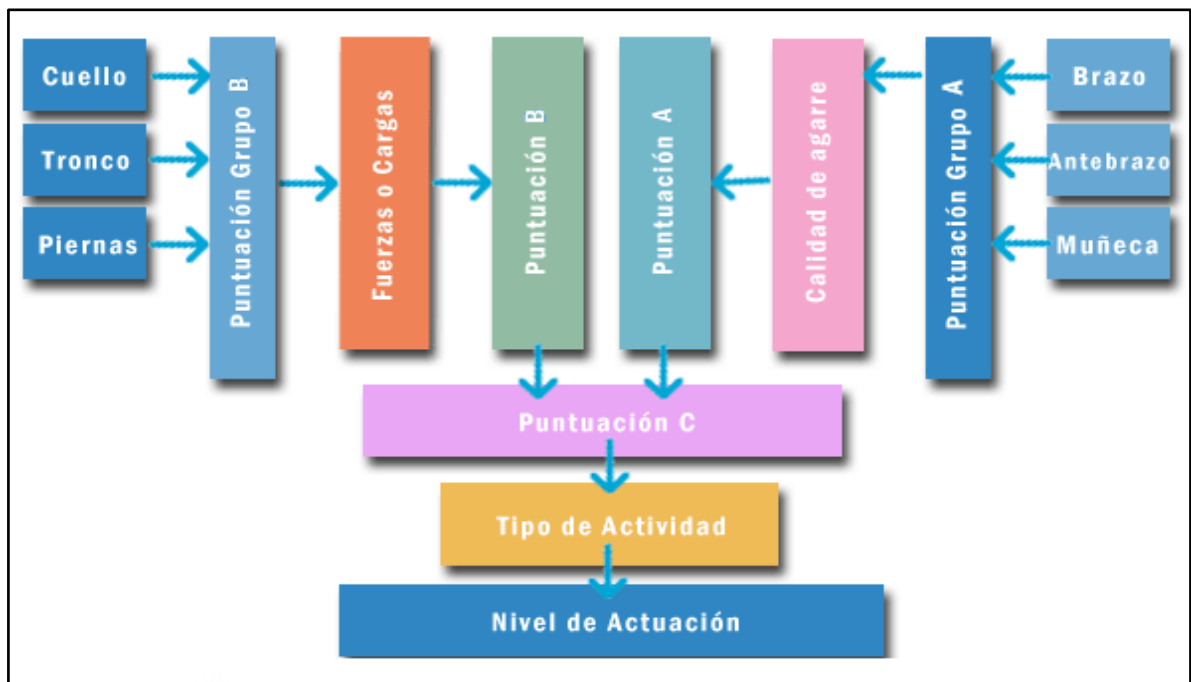 Cuello
Tronco
Piernas
Puntuación Grupo B
Fuerzas o Cargas
Puntuación B
Puntuación A
Calidad de agarre
Puntuación Grupo A
Brazo
Antebrazo
Muñeca
Puntuación C
Tipo de Actividad
Nivel de Actuación